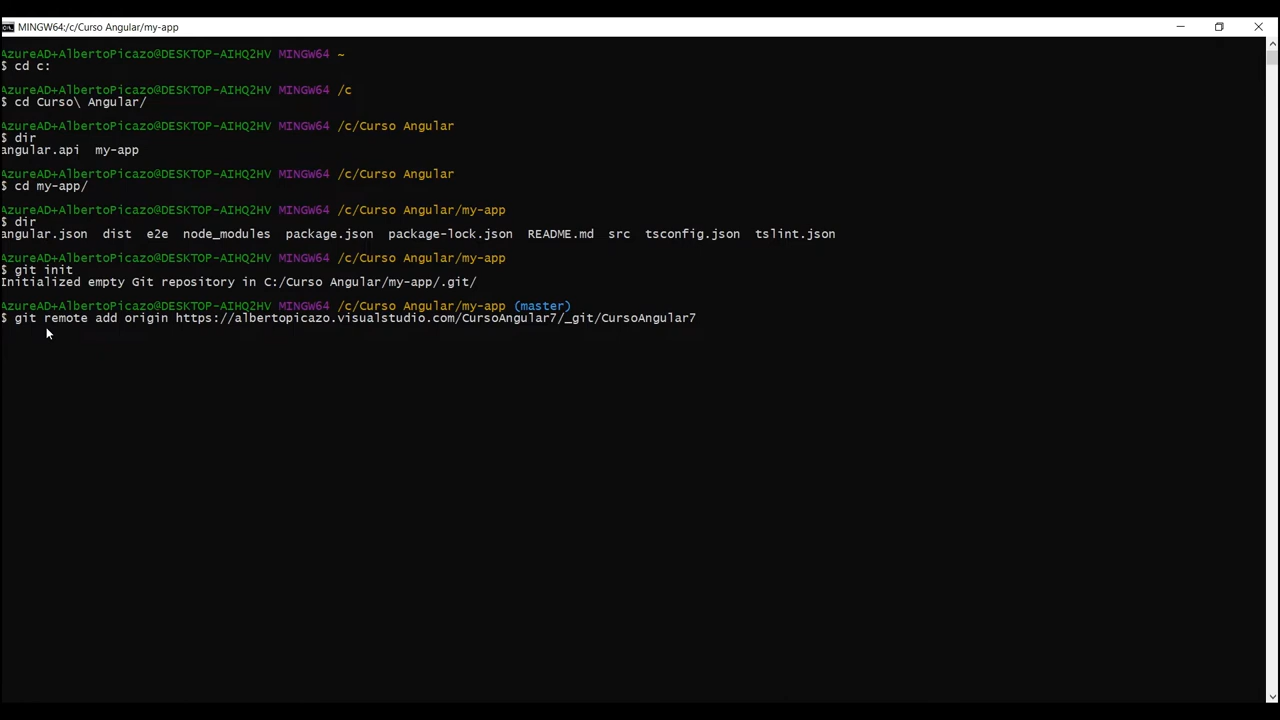 MINGW64:/c/Curso Angular/my-app
AzureAD+AlbertoPicazo@DESKTOP-AIHQ2HV MINGW64 ~
$ cd c:
AzureAD+AlbertoPicazo@DESKTOP-AIHQ2HV MINGW64 /c
$ cd Curso\ Angular/
AzureAD+AlbertoPicazo@DESKTOP-AIHQ2HV MINGW64 /c/Curso Angular
$ dir
angular.api  my-app
AzureAD+AlbertoPicazo@DESKTOP-AIHQ2HV MINGW64 /c/Curso Angular
$ cd my-app/
AzureAD+AlbertoPicazo@DESKTOP-AIHQ2HV MINGW64 /c/Curso Angular/my-app
$ dir
angular.json  dist  e2e  node_modules  package.json  package-lock.json  README.md  src  tsconfig.json  tslint.json
AzureAD+AlbertoPicazo@DESKTOP-AIHQ2HV MINGW64 /c/Curso Angular/my-app
$ git init
Initialized empty Git repository in C:/Curso Angular/my-app/.git/
AzureAD+AlbertoPicazo@DESKTOP-AIHQ2HV MINGW64 /c/Curso Angular/my-app (master)
$ git remote add origin https://albertopicazo.visualstudio.com/CursoAngular7/_git/CursoAngular7